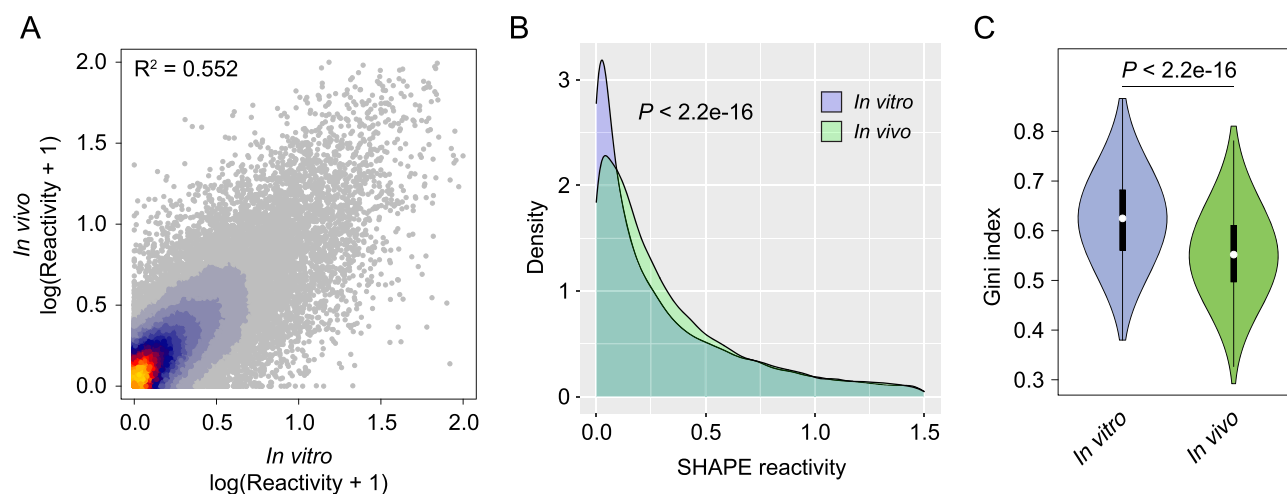 A
R² = 0.552
2.0
1.5
1.0
0.5
0.0
In vivo
log(Reactivity + 1)
0.0 0.5 1.0 1.5 2.0
In vitro
log(Reactivity + 1)
B
P < 2.2e-16
In vitro
In vivo
3
2
1
0
Density
0.0 0.5 1.0 1.5
SHAPE reactivity
C
P < 2.2e-16
0.8
0.7
0.6
0.5
0.4
0.3
Gini index
In vitro
In vivo